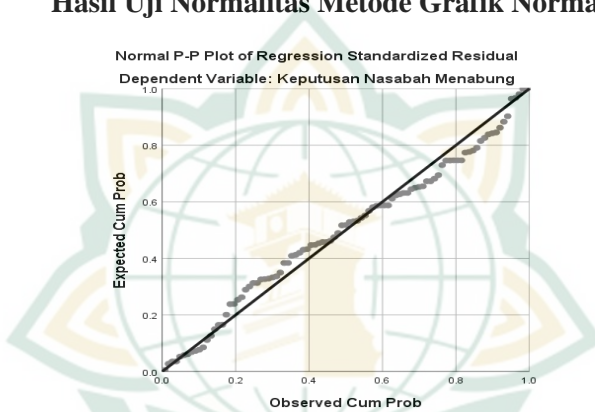 Hasil Uji Normalitas Metode Grafik Norma
Normal P-P Plot of Regression Standardized Residual
Dependent Variable: Keputusan Nasabah Menabung
1.0
0.8
0.6
0.4
0.2
0.0
Expected Cum Prob
0.0 0.2 0.4 0.6 0.8 1.0
Observed Cum Prob